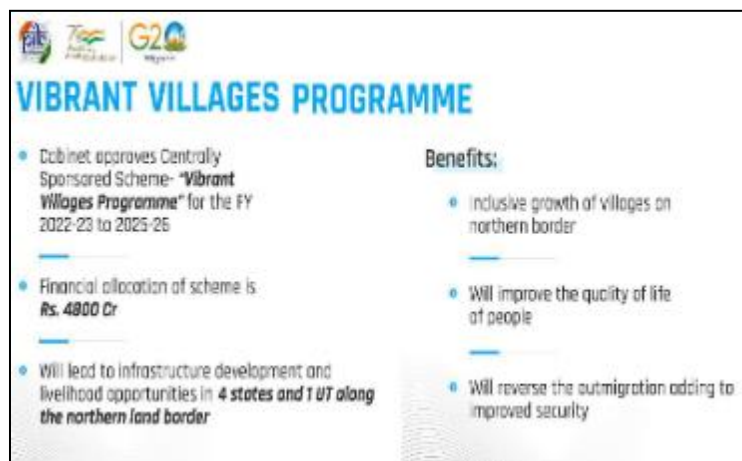 G20
VIBRANT VILLAGES PROGRAMME
Cabinet approves Centrally
Sponsared Scheme- "Vibrant
Villages Programme" for the FY
2022-23 to 2025-26
Financial allocation of scheme is
Rs. 4800 Cr
Will lead to infrastructure development and
livelihood opportunities in 4 states and 1 UT along
the northern land border
Benefits:
Inclusive growth of villages on
northern border
Will improve the quality of life
of people
Will reverse the outmigration adding to
improved security